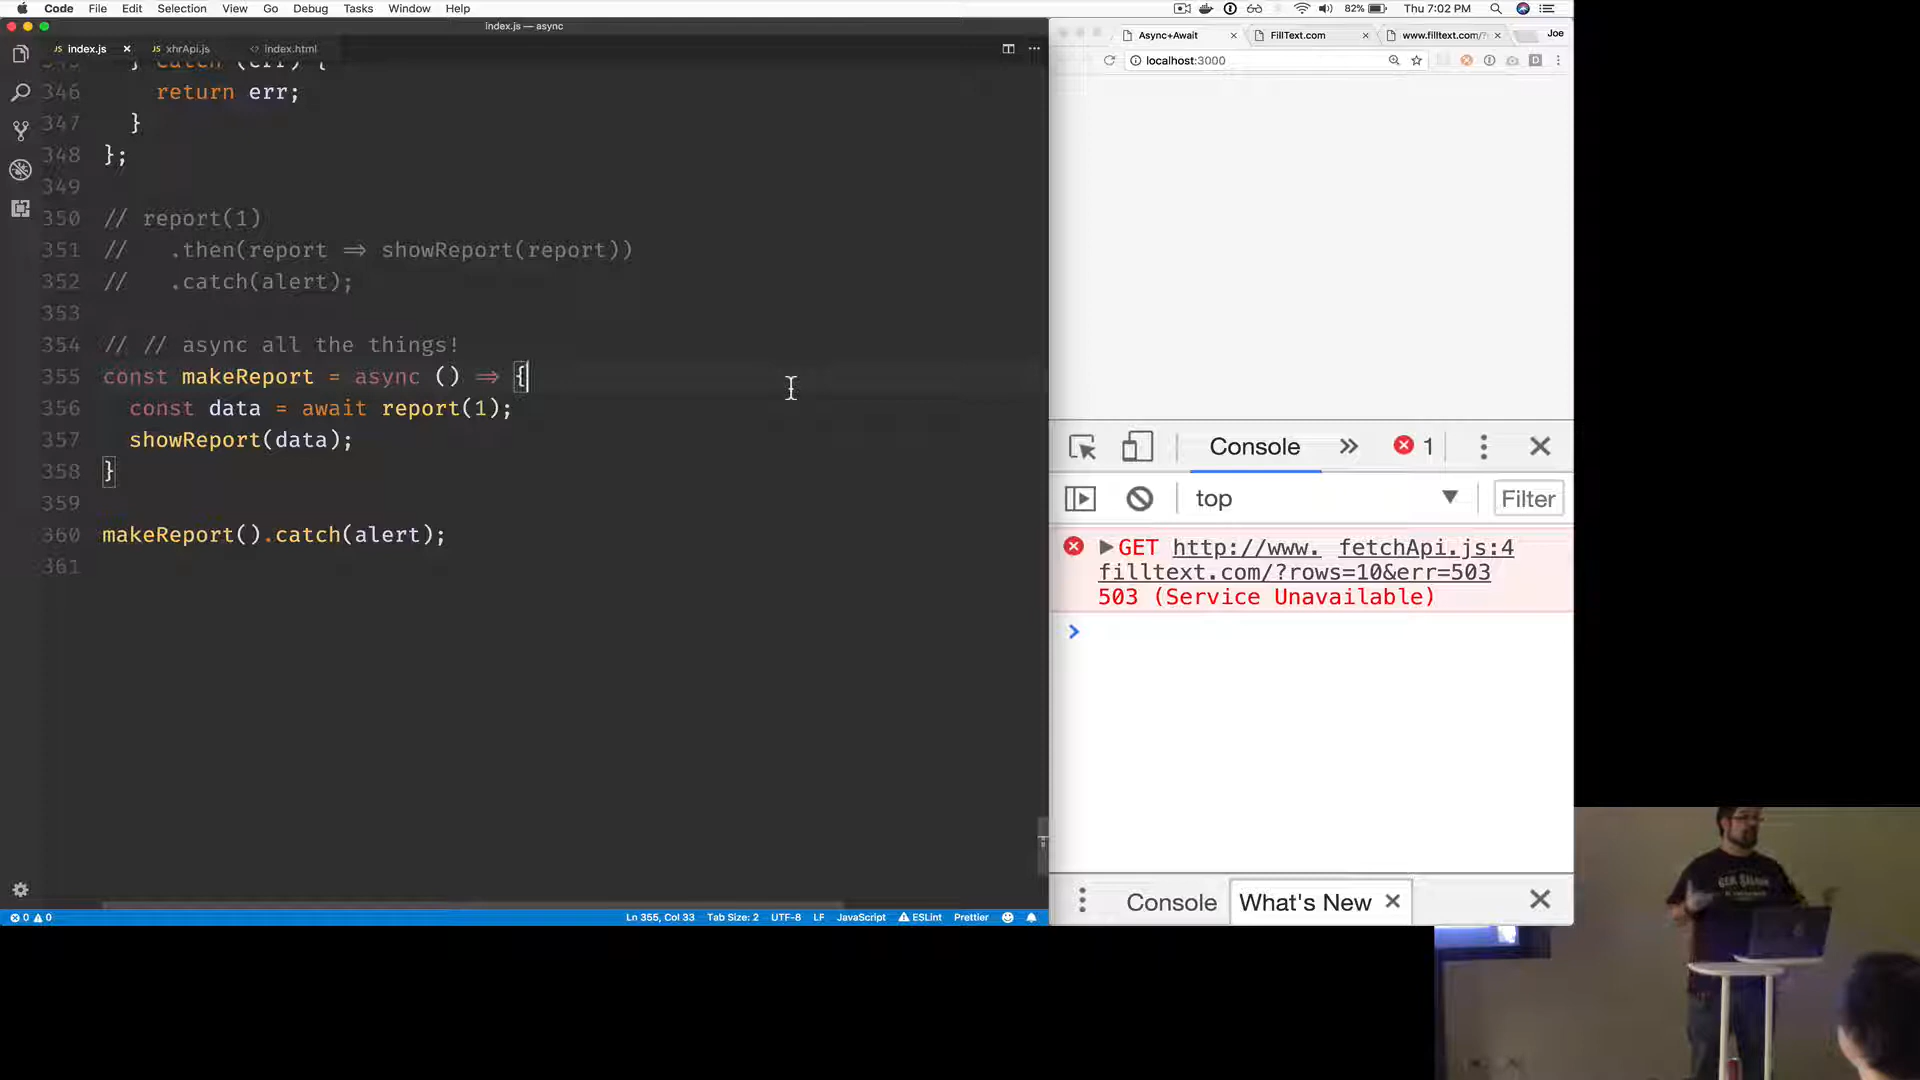 Code File Edit Selection View Go Debug Tasks Window Help
82% Thu 7:02 PM
index.js — async
JS index.js × JS xhrApi.js <> index.html
} catch (err) {
346 return err;
347 }
348 };
349
350 // report(1)
351 // .then(report => showReport(report))
352 // .catch(alert);
353
354 // // async all the things!
355 const makeReport = async () => {
356 const data = await report(1);
357 showReport(data);
358 }
359
360 makeReport().catch(alert);
361
0 0 Ln 355, Col 33 Tab Size: 2 UTF-8 LF JavaScript ESLint Prettier
Async+Await × FillText.com × www.filltext.com/? × Joe
localhost:3000
Console » 1
top Filter
GET http://www. fetchApi.js:4
filltext.com/?rows=10&err=503
503 (Service Unavailable)
>
Console What's New ×